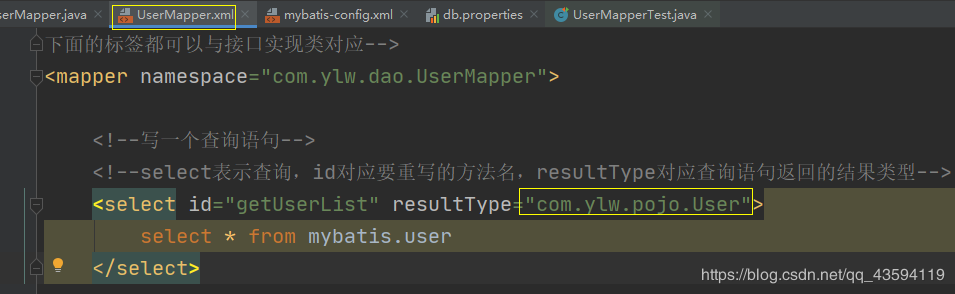 serMapper.java UserMapper.xml mybatis-config.xml db.properties UserMapperTest.java
下面的标签都可以与接口实现类对应-->
<mapper namespace="com.ylw.dao.UserMapper">
<!--写一个查询语句-->
<!--select表示查询，id对应要重写的方法名，resultType对应查询语句返回的结果类型-->
<select id="getUserList" resultType="com.ylw.pojo.User">
select * from mybatis.user
</select>
https://blog.csdn.net/qq_43594119